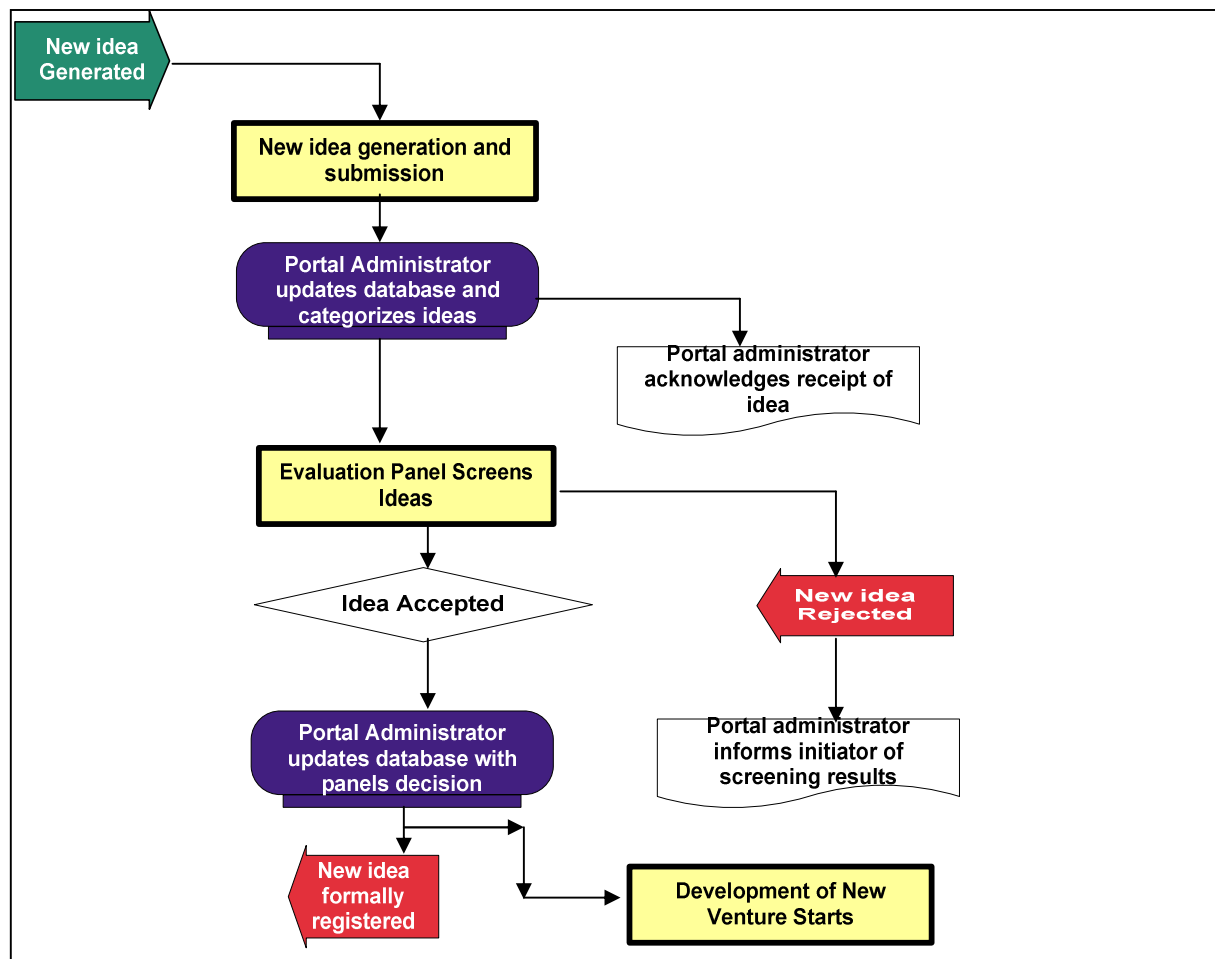 New idea
Generated
New idea generation and
submission
Portal Administrator
updates database and
categorizes ideas
Portal administrator
acknowledges receipt of
idea
Evaluation Panel Screens
Ideas
Idea Accepted
New idea
Rejected
Portal Administrator
updates database with
panels decision
Portal administrator
informs initiator of
screening results
New idea
formally
registered
Development of New
Venture Starts